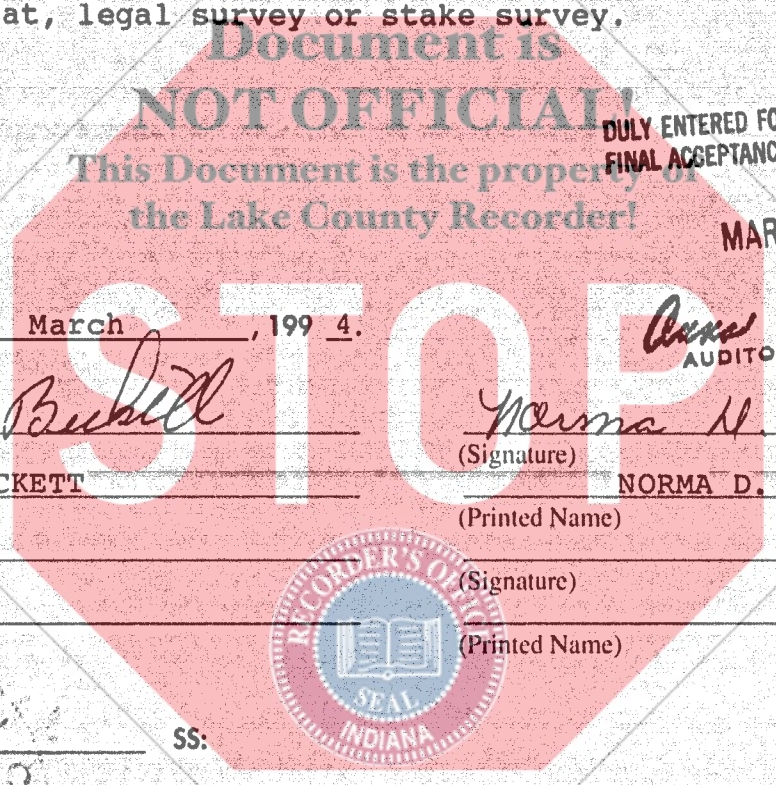 at, legal survey or stake survey.
Document is
NOT OFFICIAL!
DULY ENTERED FO
FINAL ACCEPTANC
This Document is the property of
the Lake County Recorder!
MAR
STOP
March , 199 4.
AUDITO
Norma D.
(Signature)
CKETT NORMA D.
(Printed Name)
(Signature)
(Printed Name)
RECORDER'S OFFICE
SEAL
INDIANA
SS: